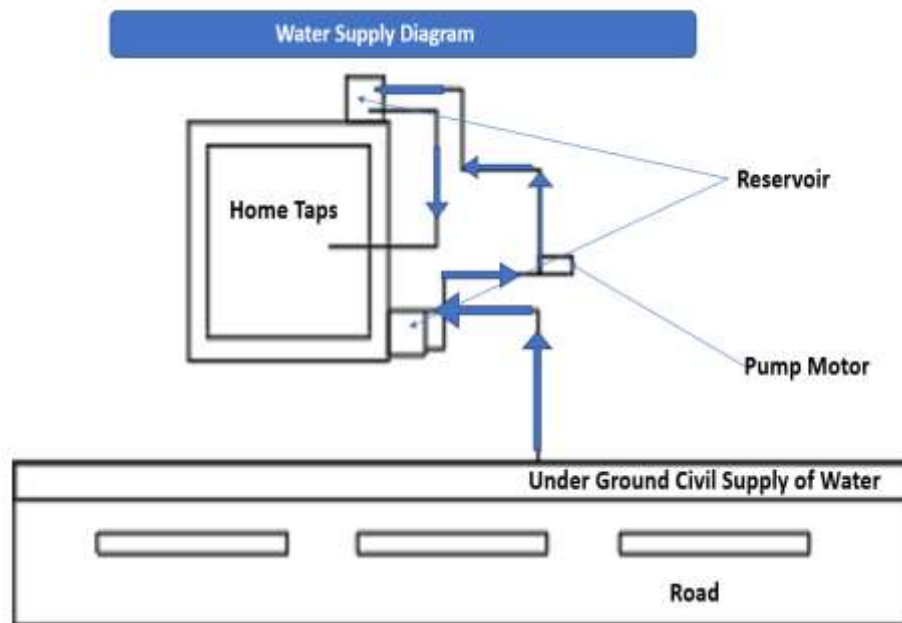 Water Supply Diagram
Reservoir
Home Taps
Pump Motor
Under Ground Civil Supply of Water
Road